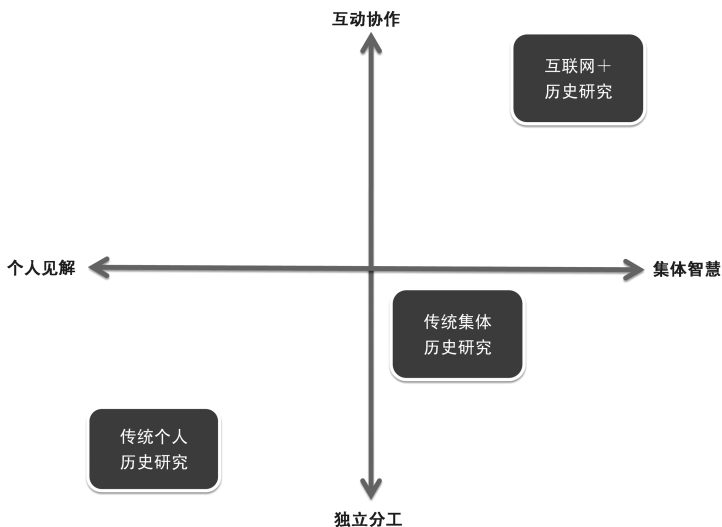 互动协作
互联网＋
历史研究
个人见解
集体智慧
传统集体
历史研究
传统个人
历史研究
独立分工